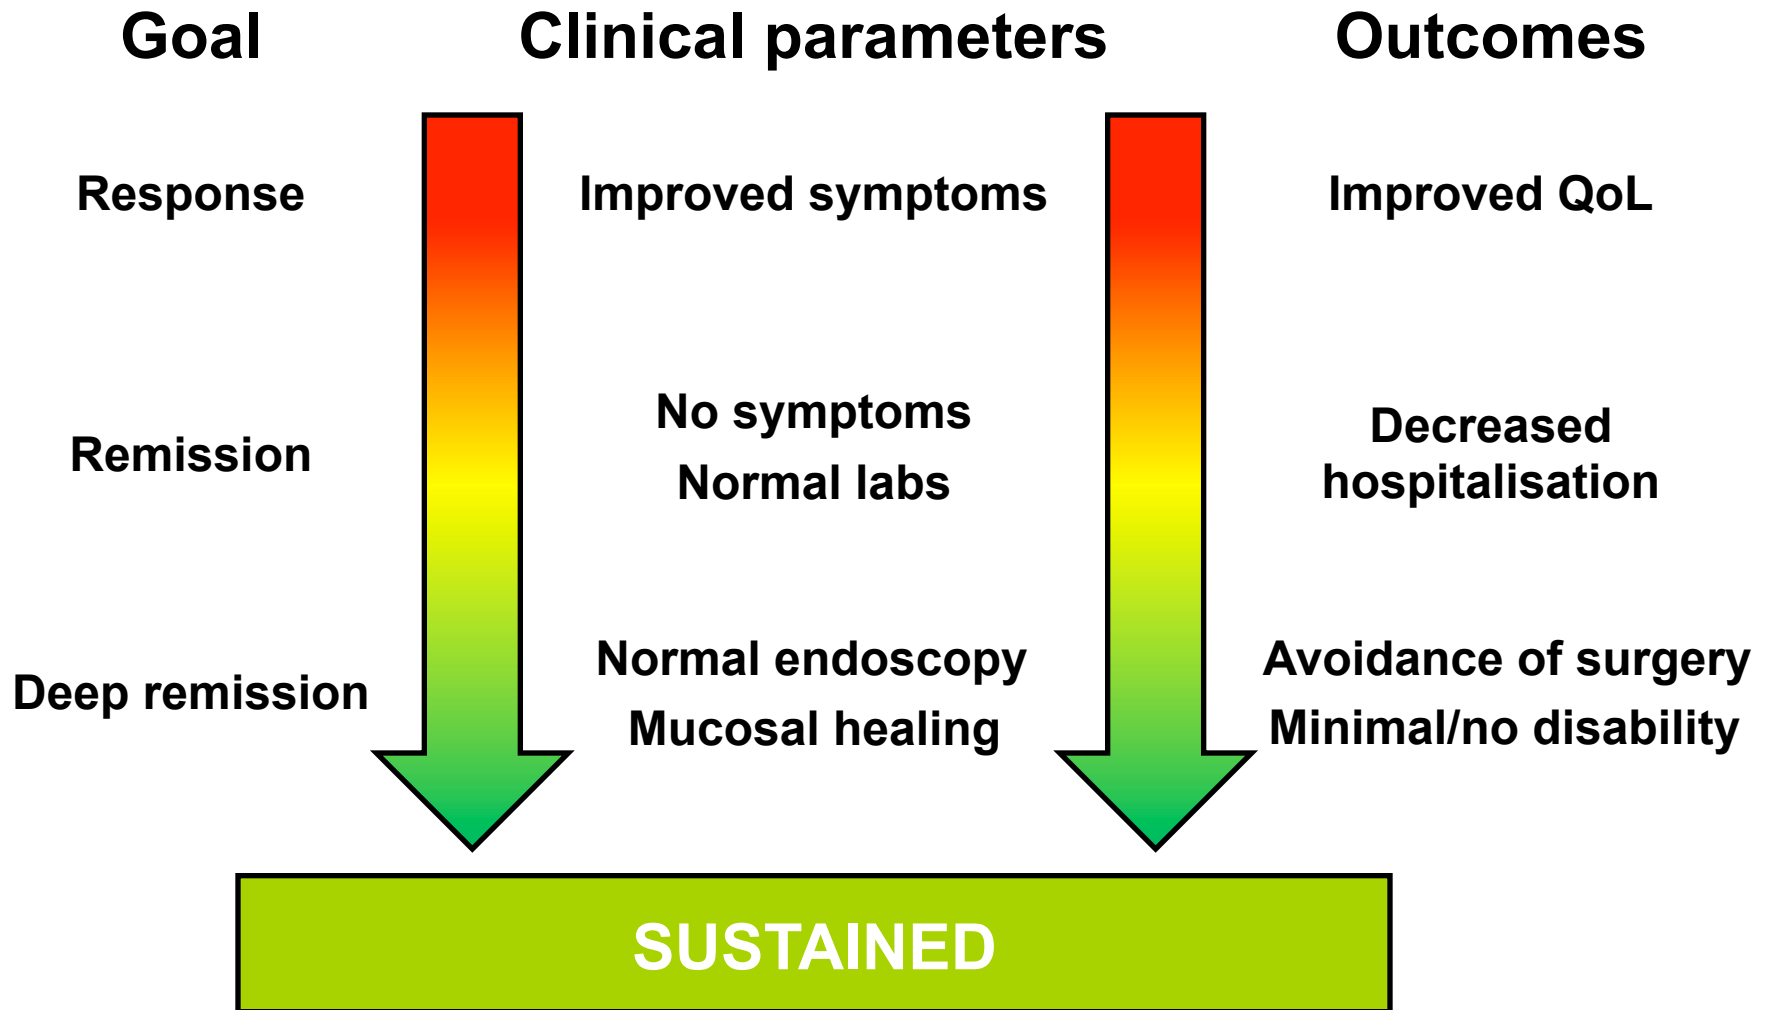 Goal Clinical parameters Outcomes
Response Improved symptoms Improved QoL
Remission
No symptoms
Normal labs
Decreased
hospitalisation
Deep remission
Normal endoscopy
Mucosal healing
Avoidance of surgery
Minimal/no disability
SUSTAINED